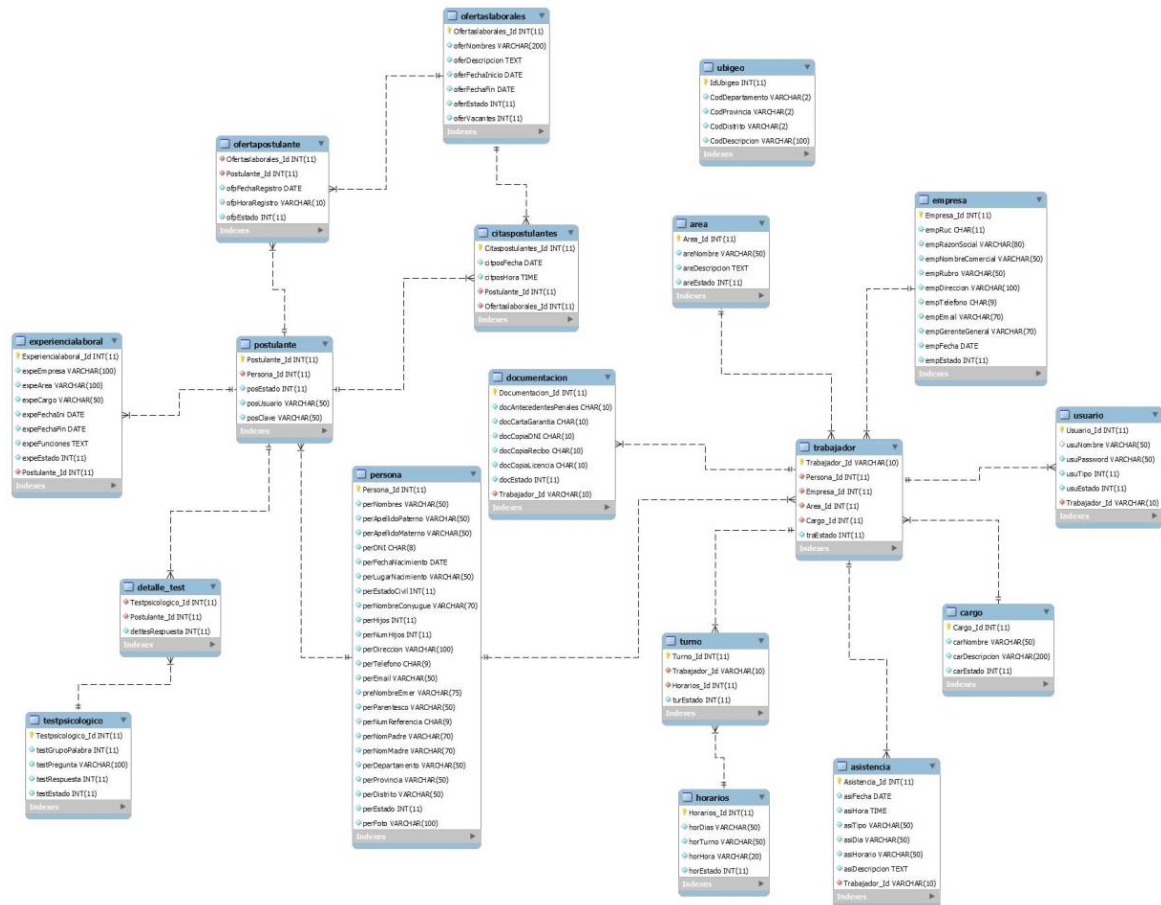 ofertaslaborales
Ofertaslaborales_Id INT(11)
oferNombres VARCHAR(200)
oferDescripcion TEXT
oferFechaInicio DATE
oferFechaFin DATE
oferEstado INT(11)
oferVacantes INT(11)
Indexes
ubigeo
IdUbigeo INT(11)
CodDepartamento VARCHAR(2)
CodProvincia VARCHAR(2)
CodDistrito VARCHAR(2)
CodDescripcion VARCHAR(100)
Indexes
ofertapostulante
Ofertaslaborales_Id INT(11)
Postulante_Id INT(11)
ofpFechaRegistro DATE
ofpHoraRegistro VARCHAR(10)
ofpEstado INT(11)
Indexes
citaspostulantes
Citaspostulantes_Id INT(11)
citposFecha DATE
citposHora TIME
Postulante_Id INT(11)
Ofertaslaborales_Id INT(11)
Indexes
area
Area_Id INT(11)
areNombre VARCHAR(50)
areDescripcion TEXT
areEstado INT(11)
Indexes
empresa
Empresa_Id INT(11)
empRuc CHAR(11)
empRazonSocial VARCHAR(80)
empNombreComercial VARCHAR(50)
empRubro VARCHAR(50)
empDireccion VARCHAR(100)
empTelefono CHAR(9)
empEmail VARCHAR(70)
empGerenteGeneral VARCHAR(70)
empFecha DATE
empEstado INT(11)
Indexes
experiencialaboral
Experiencialaboral_Id INT(11)
expeEmpresa VARCHAR(100)
expeArea VARCHAR(100)
expeCargo VARCHAR(50)
expeFechaIni DATE
expeFechaFin DATE
expeFunciones TEXT
expeEstado INT(11)
Postulante_Id INT(11)
Indexes
postulante
Postulante_Id INT(11)
Persona_Id INT(11)
posEstado INT(11)
posUsuario VARCHAR(50)
posClave VARCHAR(50)
Indexes
documentacion
Documentacion_Id INT(11)
docAntecedentesPenales CHAR(10)
docCartaGarantia CHAR(10)
docCopiaDNI CHAR(10)
docCopiaRecibo CHAR(10)
docCopiaLicencia CHAR(10)
docEstado INT(11)
Trabajador_Id VARCHAR(10)
Indexes
trabajador
Trabajador_Id VARCHAR(10)
Persona_Id INT(11)
Empresa_Id INT(11)
Area_Id INT(11)
Cargo_Id INT(11)
traEstado INT(11)
Indexes
usuario
Usuario_Id INT(11)
usuNombre VARCHAR(50)
usuPassword VARCHAR(50)
usuTipo INT(11)
usuEstado INT(11)
Trabajador_Id VARCHAR(10)
Indexes
persona
Persona_Id INT(11)
perNombres VARCHAR(50)
perApellidoPaterno VARCHAR(50)
perApellidoMaterno VARCHAR(50)
perDNI CHAR(8)
perFechaNacimiento DATE
perLugarNacimiento VARCHAR(50)
perEstadoCivil INT(11)
perNombreConyugue VARCHAR(70)
perHijos INT(11)
perNumHijos INT(11)
perDireccion VARCHAR(100)
perTelefono CHAR(9)
perEmail VARCHAR(50)
preNombreEmer VARCHAR(75)
perParentesco VARCHAR(50)
perNumReferencia CHAR(9)
perNomPadre VARCHAR(70)
perNomMadre VARCHAR(70)
perDepartamento VARCHAR(50)
perProvincia VARCHAR(50)
perDistrito VARCHAR(50)
perEstado INT(11)
perFoto VARCHAR(100)
Indexes
detalle_test
Testpsicologico_Id INT(11)
Postulante_Id INT(11)
dettesRespuesta INT(11)
Indexes
testpsicologico
Testpsicologico_Id INT(11)
testGrupoPalabra INT(11)
testPregunta VARCHAR(100)
testRespuesta INT(11)
testEstado INT(11)
Indexes
turno
Turno_Id INT(11)
Trabajador_Id VARCHAR(10)
Horarios_Id INT(11)
turEstado INT(11)
Indexes
cargo
Cargo_Id INT(11)
carNombre VARCHAR(50)
carDescripcion VARCHAR(200)
carEstado INT(11)
Indexes
horarios
Horarios_Id INT(11)
horDias VARCHAR(50)
horTurno VARCHAR(50)
horHora VARCHAR(20)
horEstado INT(11)
Indexes
asistencia
Asistencia_Id INT(11)
asiFecha DATE
asiHora TIME
asiTipo VARCHAR(50)
asiDia VARCHAR(50)
asiHorario VARCHAR(50)
asiDescripcion TEXT
Trabajador_Id VARCHAR(10)
Indexes